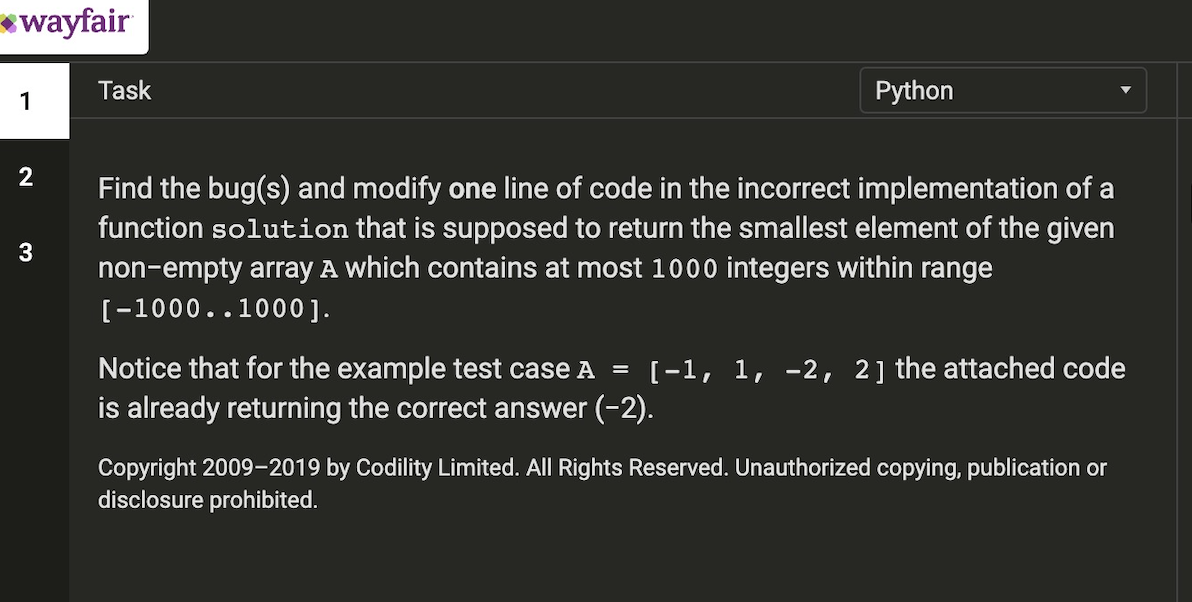 wayfair
1
Task
Python
2
Find the bug(s) and modify one line of code in the incorrect implementation of a
function solution that is supposed to return the smallest element of the given
3
non-empty array A which contains at most 1000 integers within range
[-1000..1000].
Notice that for the example test case A = [-1, 1, -2, 2] the attached code
is already returning the correct answer (−2).
Copyright 2009–2019 by Codility Limited. All Rights Reserved. Unauthorized copying, publication or
disclosure prohibited.